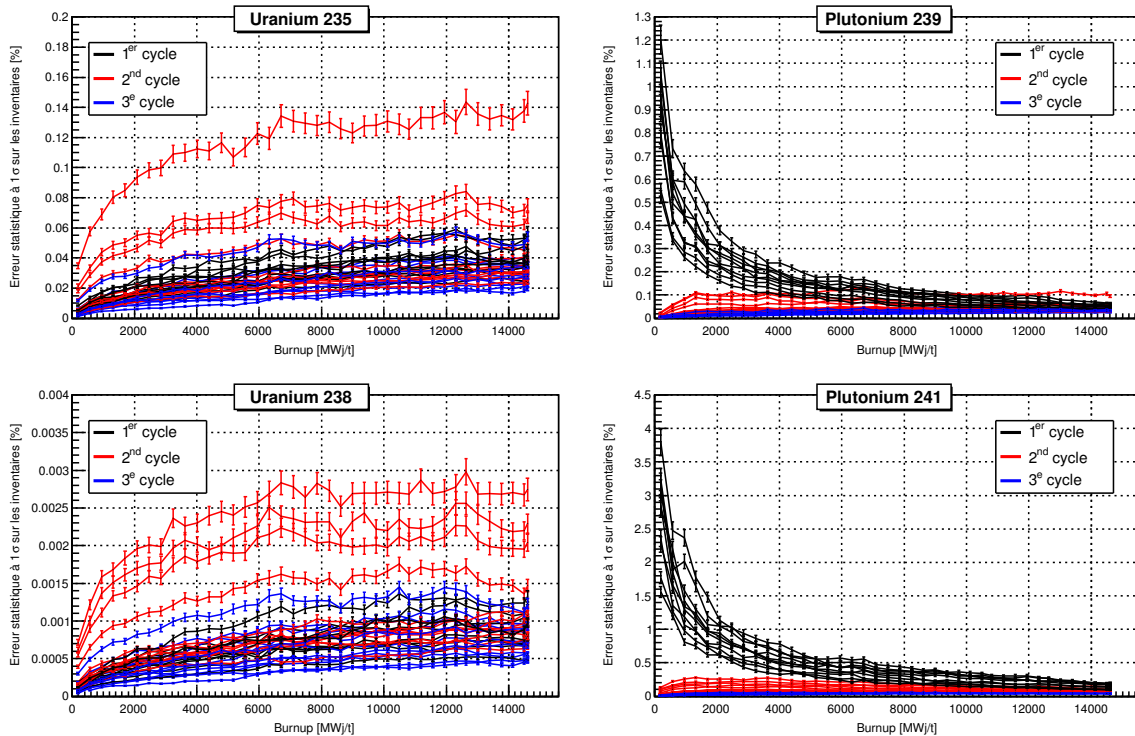 Uranium 235
Erreur statistique à 1σ sur les inventaires [%]
0.2
0.18
0.16
0.14
0.12
0.1
0.08
0.06
0.04
0.02
0
1er cycle
2nd cycle
3e cycle
0 2000 4000 6000 8000 10000 12000 14000
Burnup [MWj/t]
Plutonium 239
Erreur statistique à 1σ sur les inventaires [%]
1.3
1.2
1.1
1
0.9
0.8
0.7
0.6
0.5
0.4
0.3
0.2
0.1
0
1er cycle
2nd cycle
3e cycle
0 2000 4000 6000 8000 10000 12000 14000
Burnup [MWj/t]
Uranium 238
Erreur statistique à 1σ sur les inventaires [%]
0.004
0.0035
0.003
0.0025
0.002
0.0015
0.001
0.0005
0
1er cycle
2nd cycle
3e cycle
0 2000 4000 6000 8000 10000 12000 14000
Burnup [MWj/t]
Plutonium 241
Erreur statistique à 1σ sur les inventaires [%]
4.5
4
3.5
3
2.5
2
1.5
1
0.5
0
1er cycle
2nd cycle
3e cycle
0 2000 4000 6000 8000 10000 12000 14000
Burnup [MWj/t]